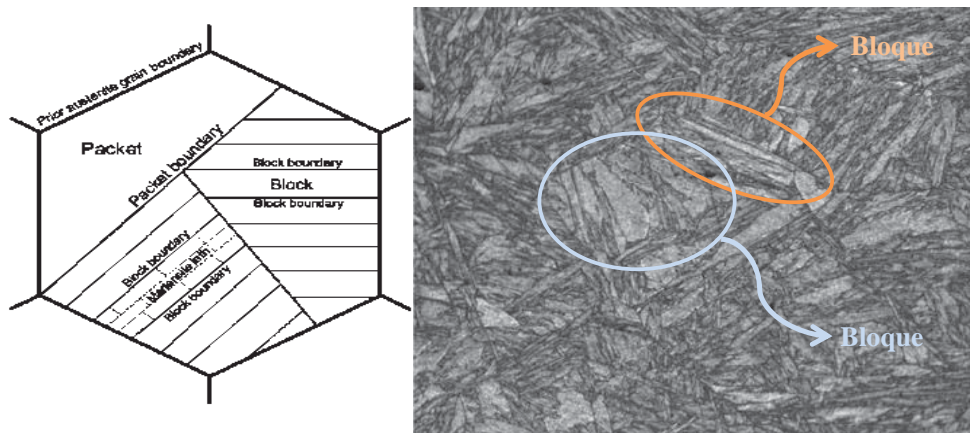 Prior austenite grain boundary
Packet
Packet boundary
Block boundary
Block
Block boundary
Block boundary
Martensite lath
Block boundary
Bloque
Bloque